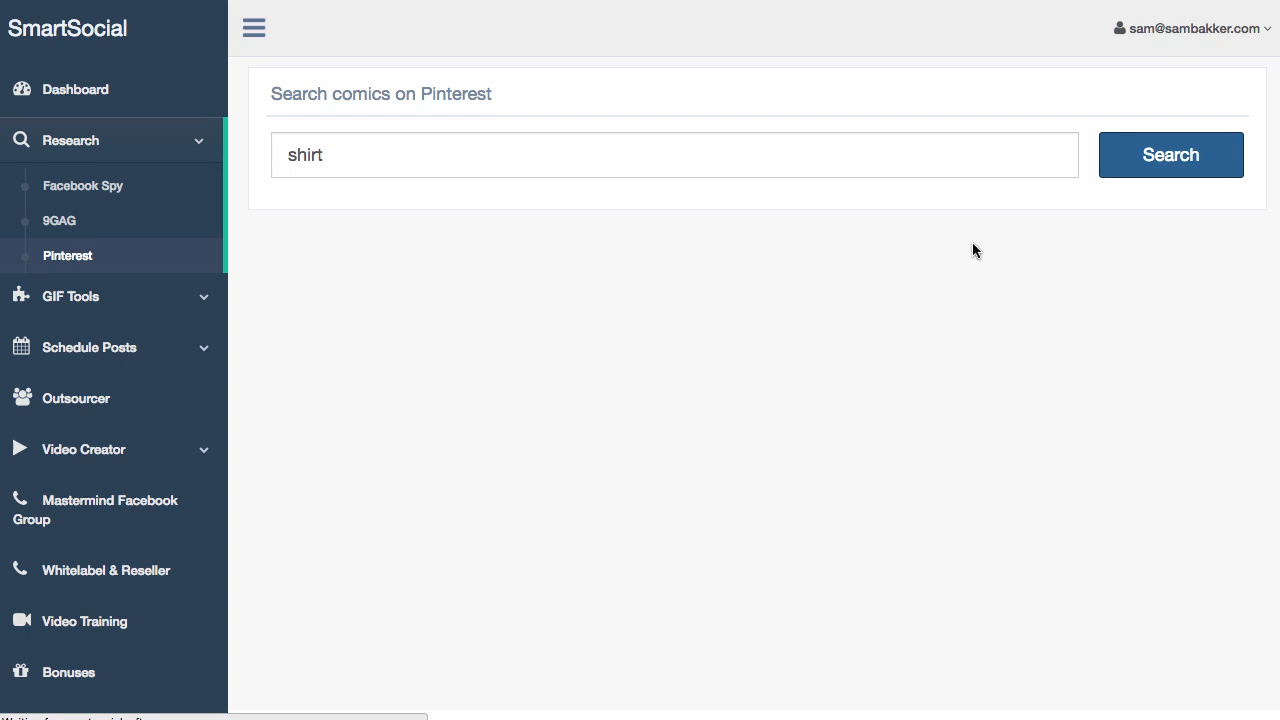 SmartSocial
sam@sambakker.com
Dashboard
Research
Facebook Spy
9GAG
Pinterest
GIF Tools
Schedule Posts
Outsourcer
Video Creator
Mastermind Facebook
Group
Whitelabel & Reseller
Video Training
Bonuses
Search comics on Pinterest
shirt
Search